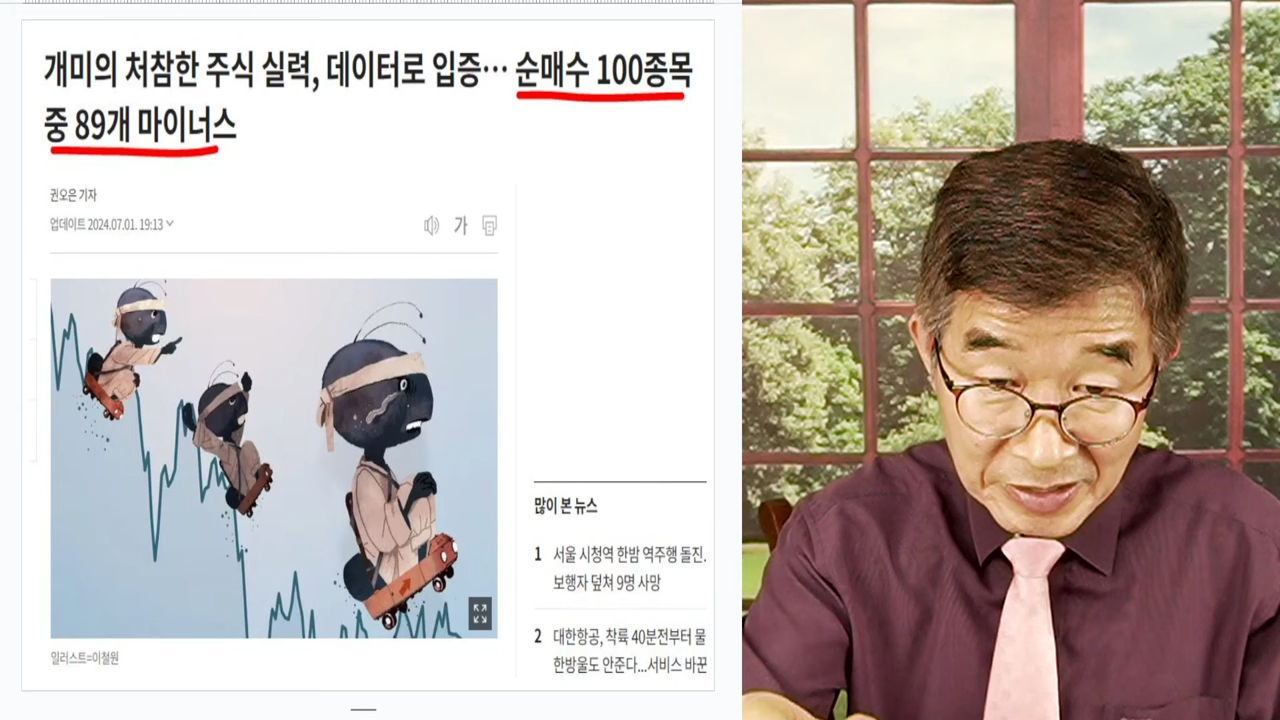 개미의 처참한 주식 실력, 데이터로 입증… 순매수 100종목
중 89개 마이너스
권오은 기자
업데이트 2024.07.01. 19:13
가
일러스트=이철원
많이 본 뉴스
1 서울 시청역 한밤 역주행 돌진.
보행자 덮쳐 9명 사망
2 대한항공, 착륙 40분전부터 물
한방울도 안준다...서비스 바꾼